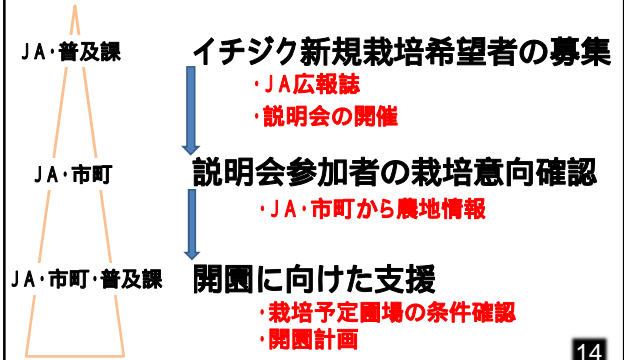 JA・普及課 イチジク新規栽培希望者の募集
・JA広報誌
・説明会の開催
JA・市町 説明会参加者の栽培意向確認
・JA・市町から農地情報
JA・市町・普及課 開園に向けた支援
・栽培予定圃場の条件確認
・開園計画
14